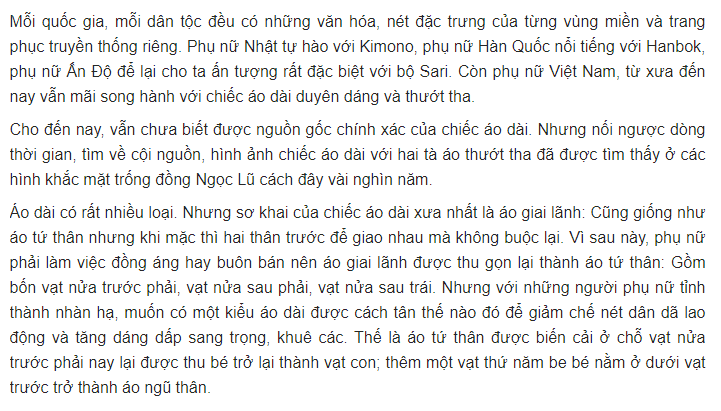 Mỗi quốc gia, mỗi dân tộc đều có những văn hóa, nét đặc trưng của từng vùng miền và trang
phục truyền thống riêng. Phụ nữ Nhật tự hào với Kimono, phụ nữ Hàn Quốc nổi tiếng với Hanbok,
phụ nữ Ấn Độ để lại cho ta ấn tượng rất đặc biệt với bộ Sari. Còn phụ nữ Việt Nam, từ xưa đến
nay vẫn mãi song hành với chiếc áo dài duyên dáng và thướt tha.
Cho đến nay, vẫn chưa biết được nguồn gốc chính xác của chiếc áo dài. Nhưng nối ngược dòng
thời gian, tìm về cội nguồn, hình ảnh chiếc áo dài với hai tà áo thướt tha đã được tìm thấy ở các
hình khắc mặt trống đồng Ngọc Lũ cách đây vài nghìn năm.
Áo dài có rất nhiều loại. Nhưng sơ khai của chiếc áo dài xưa nhất là áo giai lãnh: Cũng giống như
áo tứ thân nhưng khi mặc thì hai thân trước để giao nhau mà không buộc lại. Vì sau này, phụ nữ
phải làm việc đồng áng hay buôn bán nên áo giai lãnh được thu gọn lại thành áo tứ thân: Gồm
bốn vạt nửa trước phải, vạt nửa sau phải, vạt nửa sau trái. Nhưng với những người phụ nữ tỉnh
thành nhàn hạ, muốn có một kiểu áo dài được cách tân thế nào đó để giảm chế nét dân dã lao
động và tăng dáng dấp sang trọng, khuê các. Thế là áo tứ thân được biến cải ở chỗ vạt nửa
trước phải nay lại được thu bé trở lại thành vạt con; thêm một vạt thứ năm be bé nằm ở dưới vạt
trước trở thành áo ngũ thân.